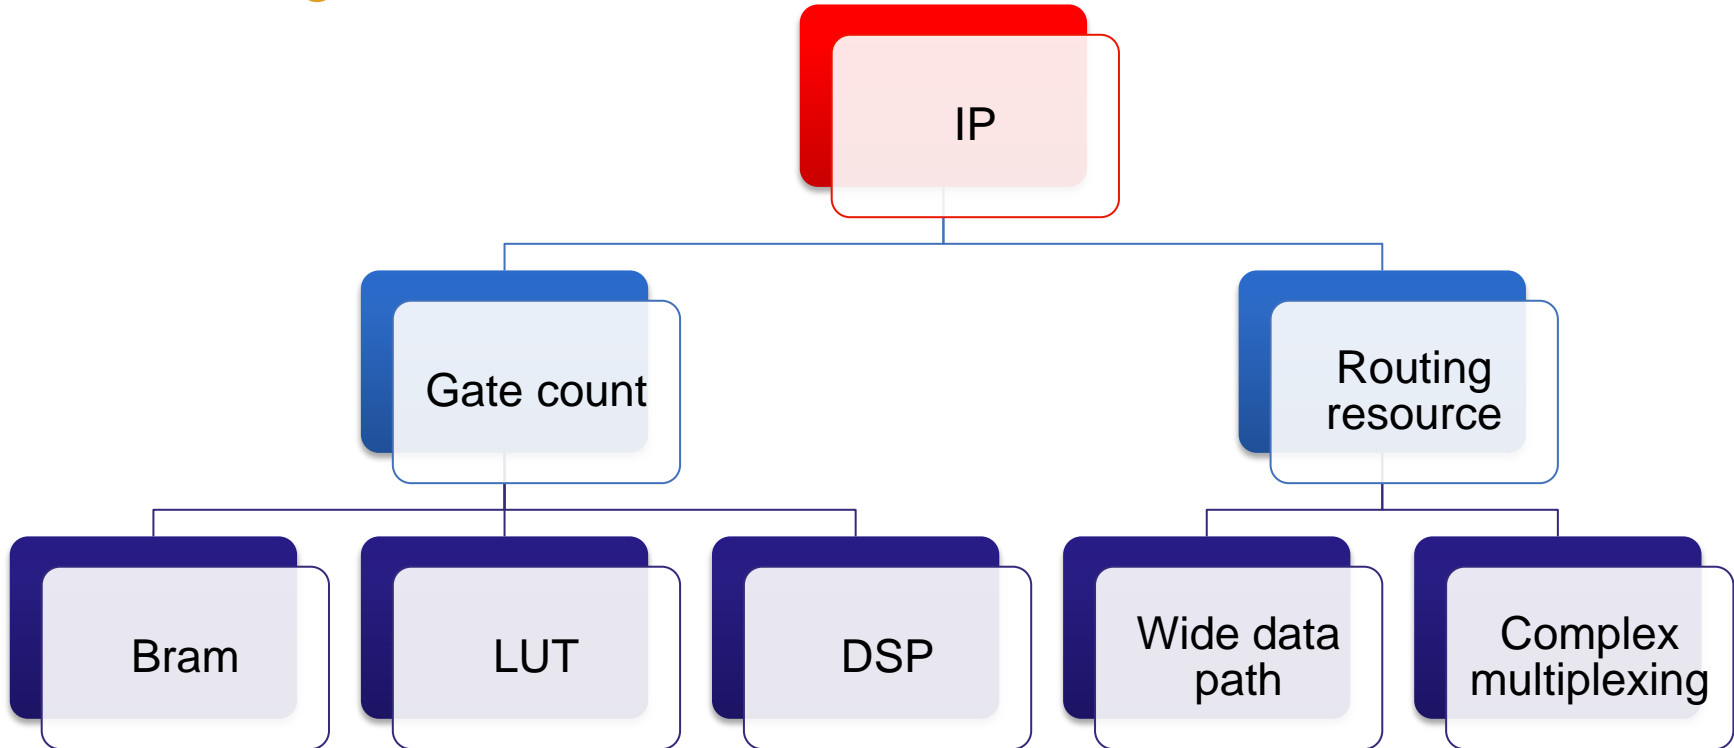 IP
Gate count
Routing
resource
Bram
LUT
DSP
Wide data
path
Complex
multiplexing